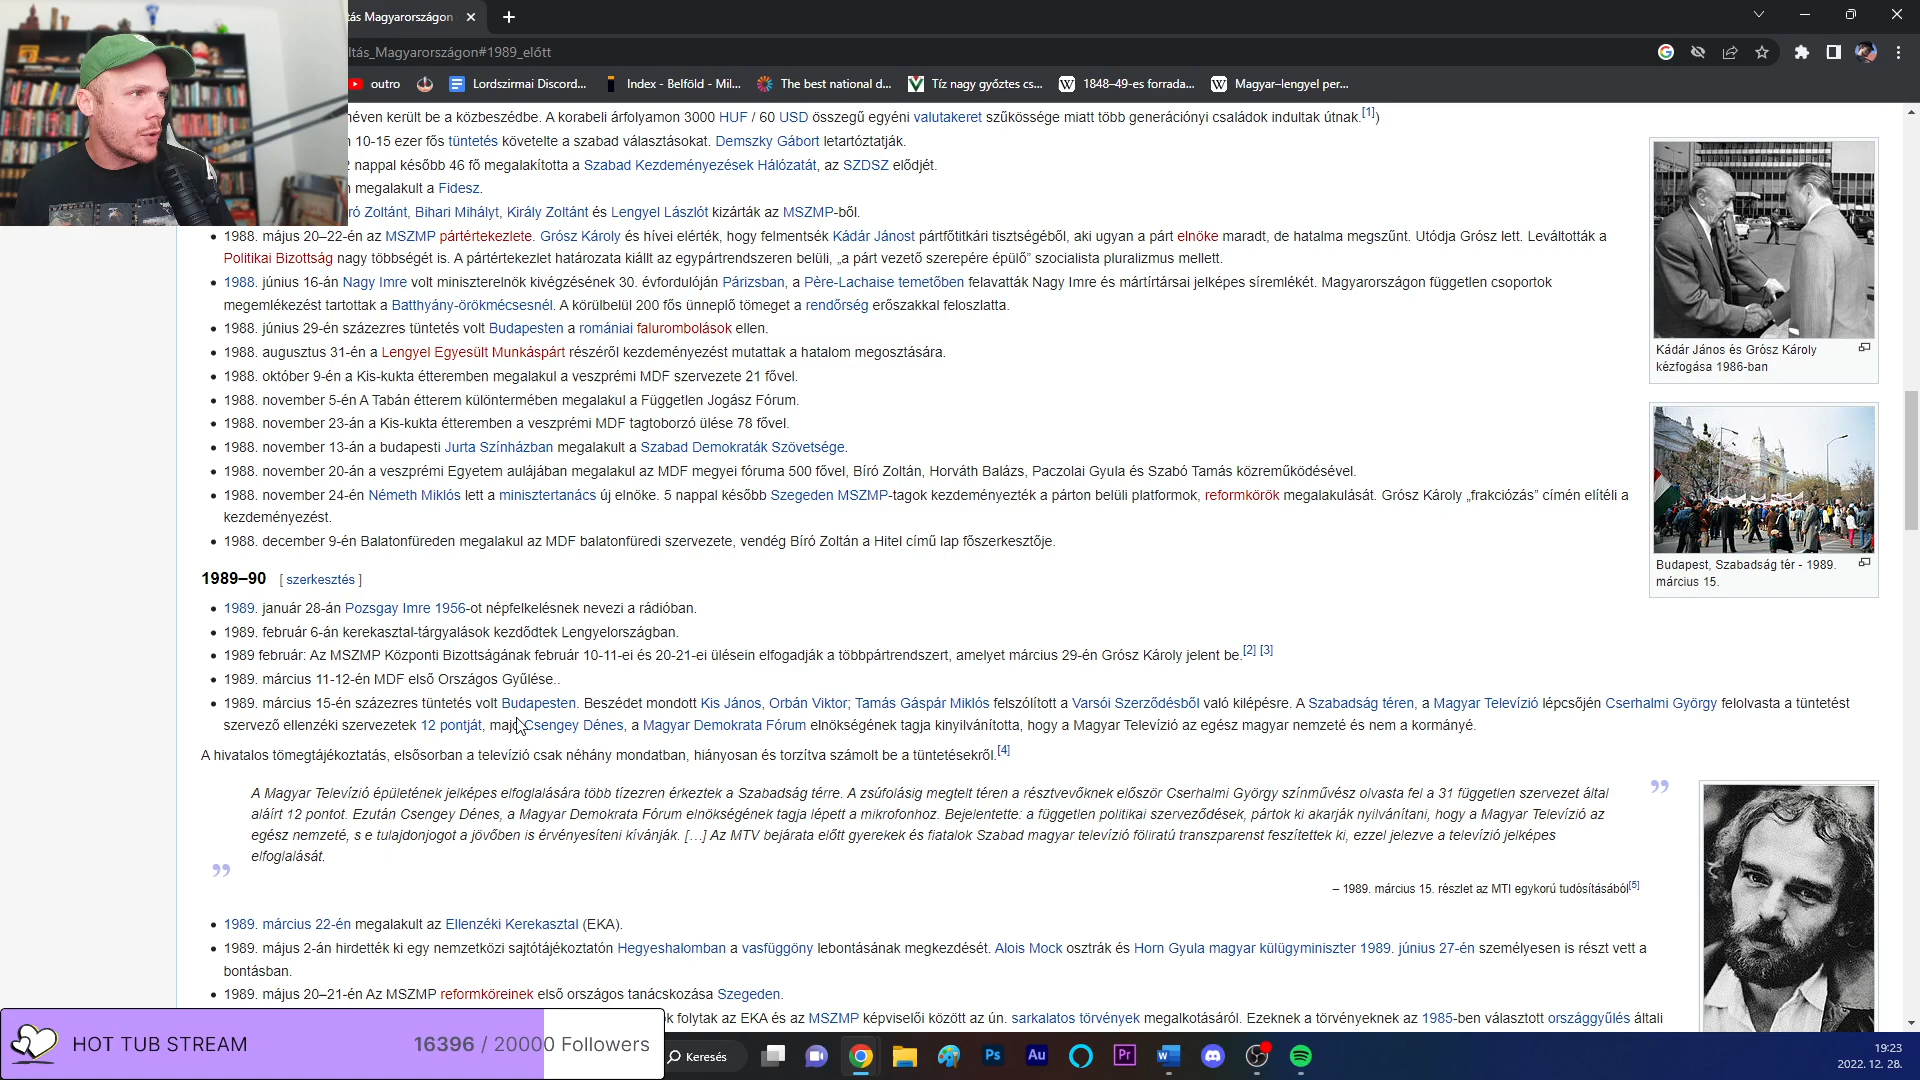 tás Magyarországon
ltás_Magyarországon#1989_előtt
outro
Lordszirmai Discord...
Index - Belföld - Mil...
The best national d...
Tíz nagy győztes cs...
1848–49-es forrada...
Magyar–lengyel per...
néven került be a közbeszédbe. A korabeli árfolyamon 3000 HUF / 60 USD összegű egyéni valutakeret szűkössége miatt több generációnyi családok indultak útnak.[1])
10-15 ezer fős tüntetés követelte a szabad választásokat. Demszky Gábort letartóztatják.
nappal később 46 fő megalakította a Szabad Kezdeményezések Hálózatát, az SZDSZ elődjét.
megalakult a Fidesz.
ró Zoltánt, Bihari Mihályt, Király Zoltánt és Lengyel Lászlót kizárták az MSZMP-ből.
• 1988. május 20–22-én az MSZMP pártértekezlete. Grósz Károly és hívei elérték, hogy felmentsék Kádár Jánost pártfőtitkári tisztségéből, aki ugyan a párt elnöke maradt, de hatalma megszűnt. Utódja Grósz lett. Leváltották a
Politikai Bizottság nagy többségét is. A pártértekezlet határozata kiállt az egypártrendszeren belüli, „a párt vezető szerepére épülő” szocialista pluralizmus mellett.
• 1988. június 16-án Nagy Imre volt miniszterelnök kivégzésének 30. évfordulóján Párizsban, a Père-Lachaise temetőben felavatták Nagy Imre és mártírtársai jelképes síremlékét. Magyarországon független csoportok
megemlékezést tartottak a Batthyány-örökmécsesnél. A körülbelül 200 fős ünneplő tömeget a rendőrség erőszakkal feloszlatta.
• 1988. június 29-én százezres tüntetés volt Budapesten a romániai falurombolások ellen.
• 1988. augusztus 31-én a Lengyel Egyesült Munkáspárt részéről kezdeményezést mutattak a hatalom megosztására.
• 1988. október 9-én a Kis-kukta étteremben megalakul a veszprémi MDF szervezete 21 fővel.
• 1988. november 5-én A Tabán étterem különtermében megalakul a Független Jogász Fórum.
• 1988. november 23-án a Kis-kukta étteremben a veszprémi MDF tagtoborzó ülése 78 fővel.
• 1988. november 13-án a budapesti Jurta Színházban megalakult a Szabad Demokraták Szövetsége.
• 1988. november 20-án a veszprémi Egyetem aulájában megalakul az MDF megyei fóruma 500 fővel, Bíró Zoltán, Horváth Balázs, Paczolai Gyula és Szabó Tamás közreműködésével.
• 1988. november 24-én Németh Miklós lett a minisztertanács új elnöke. 5 nappal később Szegeden MSZMP-tagok kezdeményezték a párton belüli platformok, reformkörök megalakulását. Grósz Károly „frakciózás” címén elítéli a
kezdeményezést.
• 1988. december 9-én Balatonfüreden megalakul az MDF balatonfüredi szervezete, vendég Bíró Zoltán a Hitel című lap főszerkesztője.
Kádár János és Grósz Károly
kézfogása 1986-ban
Budapest, Szabadság tér - 1989.
március 15.
1989–90 [ szerkesztés ]
• 1989. január 28-án Pozsgay Imre 1956-ot népfelkelésnek nevezi a rádióban.
• 1989. február 6-án kerekasztal-tárgyalások kezdődtek Lengyelországban.
• 1989 február: Az MSZMP Központi Bizottságának február 10-11-ei és 20-21-ei ülésein elfogadják a többpártrendszert, amelyet március 29-én Grósz Károly jelent be.[2] [3]
• 1989. március 11-12-én MDF első Országos Gyűlése..
• 1989. március 15-én százezres tüntetés volt Budapesten. Beszédet mondott Kis János, Orbán Viktor; Tamás Gáspár Miklós felszólított a Varsói Szerződésből való kilépésre. A Szabadság téren, a Magyar Televízió lépcsőjén Cserhalmi György felolvasta a tüntetést
szervező ellenzéki szervezetek 12 pontját, maj Csengey Dénes, a Magyar Demokrata Fórum elnökségének tagja kinyilvánította, hogy a Magyar Televízió az egész magyar nemzeté és nem a kormányé.
A hivatalos tömegtájékoztatás, elsősorban a televízió csak néhány mondatban, hiányosan és torzítva számolt be a tüntetésekről.[4]
” A Magyar Televízió épületének jelképes elfoglalására több tízezren érkeztek a Szabadság térre. A zsúfolásig megtelt téren a résztvevőknek először Cserhalmi György színművész olvasta fel a 31 független szervezet által
aláírt 12 pontot. Ezután Csengey Dénes, a Magyar Demokrata Fórum elnökségének tagja lépett a mikrofonhoz. Bejelentette: a független politikai szerveződések, pártok ki akarják nyilvánítani, hogy a Magyar Televízió az
egész nemzeté, s e tulajdonjogot a jövőben is érvényesíteni kívánják. […] Az MTV bejárata előtt gyerekek és fiatalok Szabad magyar televízió föliratú transzparenst feszítettek ki, ezzel jelezve a televízió jelképes
elfoglalását.
”
– 1989. március 15. részlet az MTI egykorú tudósításából[5]
• 1989. március 22-én megalakult az Ellenzéki Kerekasztal (EKA).
• 1989. május 2-án hirdették ki egy nemzetközi sajtótájékoztatón Hegyeshalomban a vasfüggöny lebontásának megkezdését. Alois Mock osztrák és Horn Gyula magyar külügyminiszter 1989. június 27-én személyesen is részt vett a
bontásban.
• 1989. május 20–21-én Az MSZMP reformköreinek első országos tanácskozása Szegeden.
k folytak az EKA és az MSZMP képviselői között az ún. sarkalatos törvények megalkotásáról. Ezeknek a törvényeknek az 1985-ben választott országgyűlés általi
HOT TUB STREAM 16396 / 20000 Followers
Keresés
Ps
Au
Pr
19:23
2022. 12. 28.